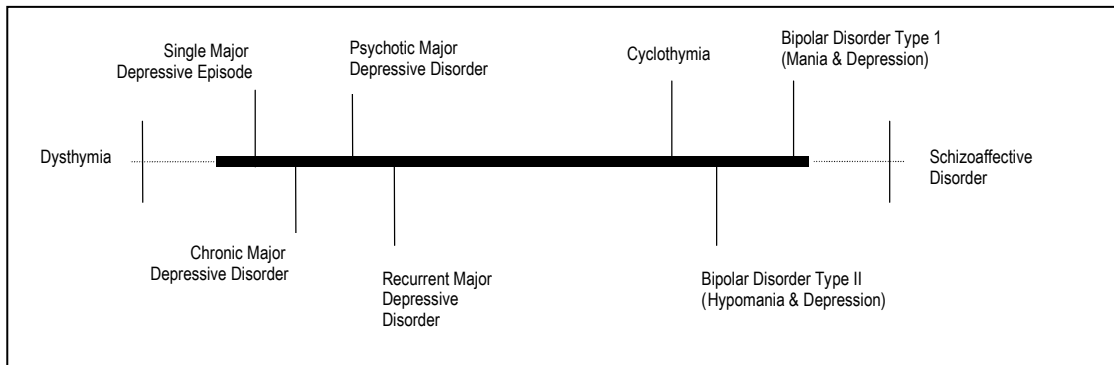 Single Major
Depressive Episode
Psychotic Major
Depressive Disorder
Cyclothymia
Bipolar Disorder Type 1
(Mania & Depression)
Dysthymia
Schizoaffective
Disorder
Chronic Major
Depressive Disorder
Recurrent Major
Depressive
Disorder
Bipolar Disorder Type II
(Hypomania & Depression)